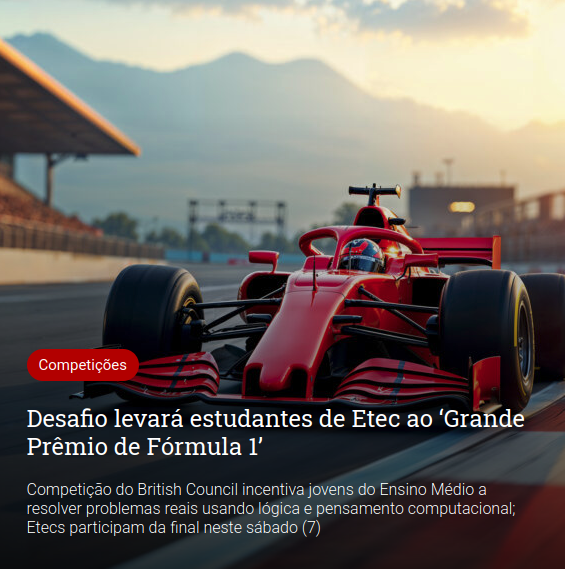 Competições
Desafio levará estudantes de Etec ao ‘Grande
Prêmio de Fórmula 1’
Competição do British Council incentiva jovens do Ensino Médio a
resolver problemas reais usando lógica e pensamento computacional;
Etecs participam da final neste sábado (7)